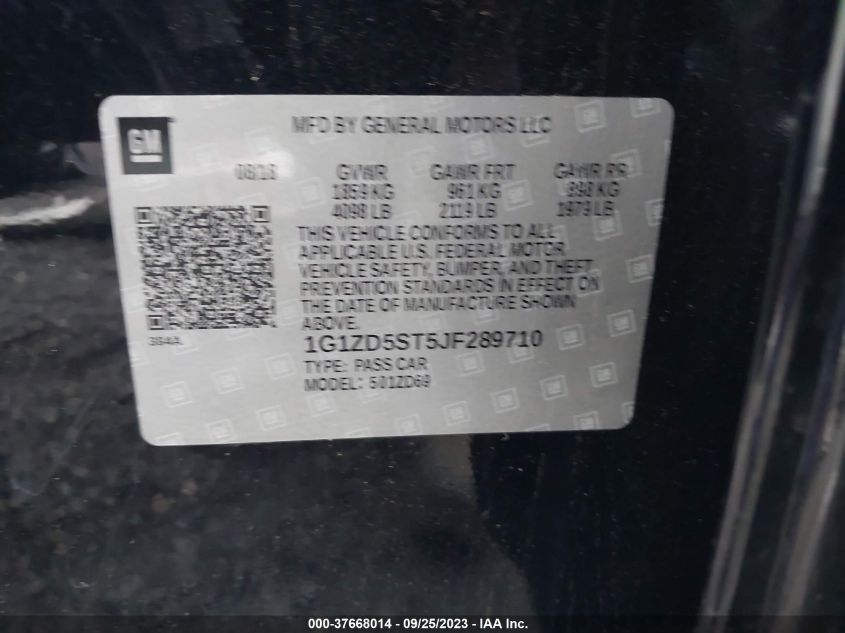 GM
MFD BY GENERAL MOTORS LLC
08/18 GVWR GAWR FRT GAWR RR
1859 KG 961 KG 898 KG
4098 LB 2119 LB 1979 LB
THIS VEHICLE CONFORMS TO ALL
APPLICABLE U.S. FEDERAL MOTOR
VEHICLE SAFETY, BUMPER, AND THEFT
PREVENTION STANDARDS IN EFFECT ON
THE DATE OF MANUFACTURE SHOWN
ABOVE.
384A
1G1ZD5ST5JF289710
TYPE: PASS CAR
MODEL: 501ZD69
000-37668014 - 09/25/2023 - IAA Inc.